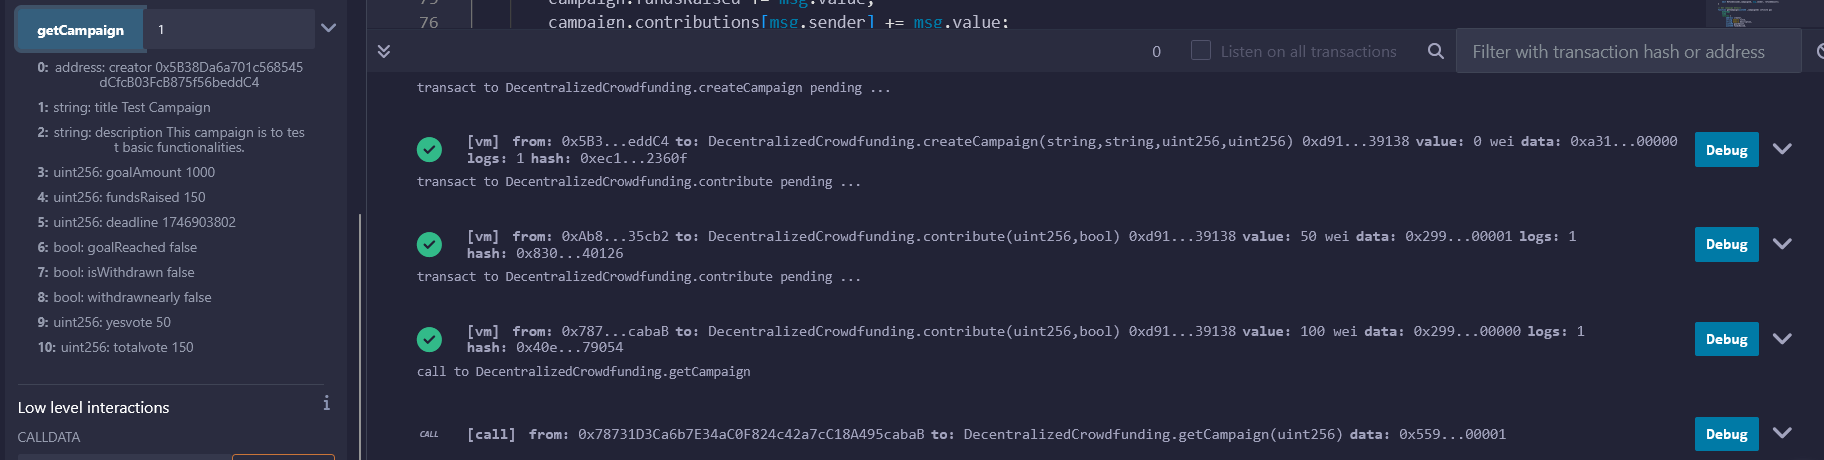 getCampaign
1
0: address: creator 0x5B38Da6a701c568545
dCfcB03FcB875f56beddC4
1: string: title Test Campaign
2: string: description This campaign is to tes
t basic functionalities.
3: uint256: goalAmount 1000
4: uint256: fundsRaised 150
5: uint256: deadline 1746903802
6: bool: goalReached false
7: bool: isWithdrawn false
8: bool: withdrawnearly false
9: uint256: yesvote 50
10: uint256: totalvote 150
Low level interactions
i
CALLDATA
75 campaign.fundsRaised += msg.value;
76 campaign.contributions[msg.sender] += msg.value;
0
Listen on all transactions
Filter with transaction hash or address
transact to DecentralizedCrowdfunding.createCampaign pending ...
[vm] from: 0x5B3...eddC4 to: DecentralizedCrowdfunding.createCampaign(string,string,uint256,uint256) 0xd91...39138 value: 0 wei data: 0xa31...00000
logs: 1 hash: 0xec1...2360f
Debug
transact to DecentralizedCrowdfunding.contribute pending ...
[vm] from: 0xAb8...35cb2 to: DecentralizedCrowdfunding.contribute(uint256,bool) 0xd91...39138 value: 50 wei data: 0x299...00001 logs: 1
hash: 0x830...40126
Debug
transact to DecentralizedCrowdfunding.contribute pending ...
[vm] from: 0x787...cabaB to: DecentralizedCrowdfunding.contribute(uint256,bool) 0xd91...39138 value: 100 wei data: 0x299...00000 logs: 1
hash: 0x40e...79054
Debug
call to DecentralizedCrowdfunding.getCampaign
CALL
[call] from: 0x78731D3Ca6b7E34aC0F824c42a7cC18A495cabaB to: DecentralizedCrowdfunding.getCampaign(uint256) data: 0x559...00001
Debug